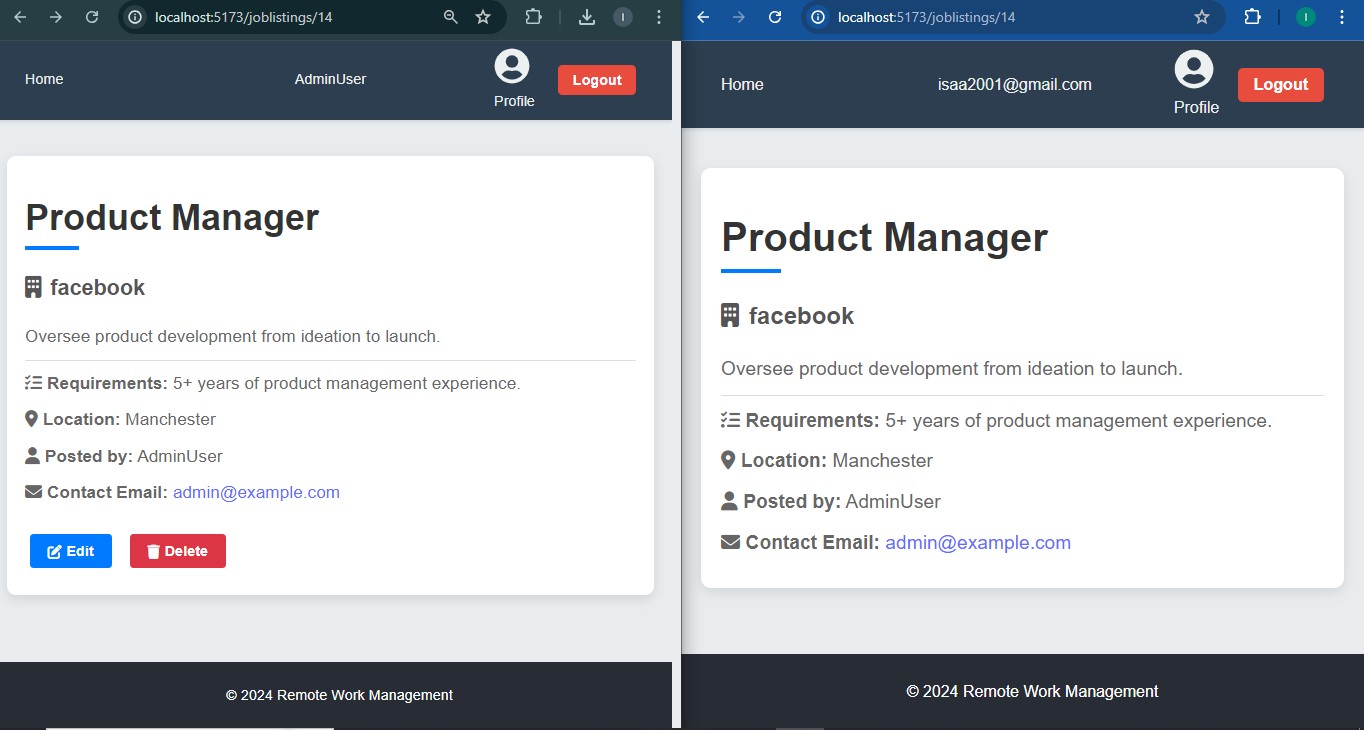 localhost:5173/joblistings/14
I
Home
AdminUser
Profile
Logout
Product Manager
facebook
Oversee product development from ideation to launch.
Requirements: 5+ years of product management experience.
Location: Manchester
Posted by: AdminUser
Contact Email: admin@example.com
Edit
Delete
© 2024 Remote Work Management
localhost:5173/joblistings/14
I
Home
isaa2001@gmail.com
Profile
Logout
Product Manager
facebook
Oversee product development from ideation to launch.
Requirements: 5+ years of product management experience.
Location: Manchester
Posted by: AdminUser
Contact Email: admin@example.com
© 2024 Remote Work Management